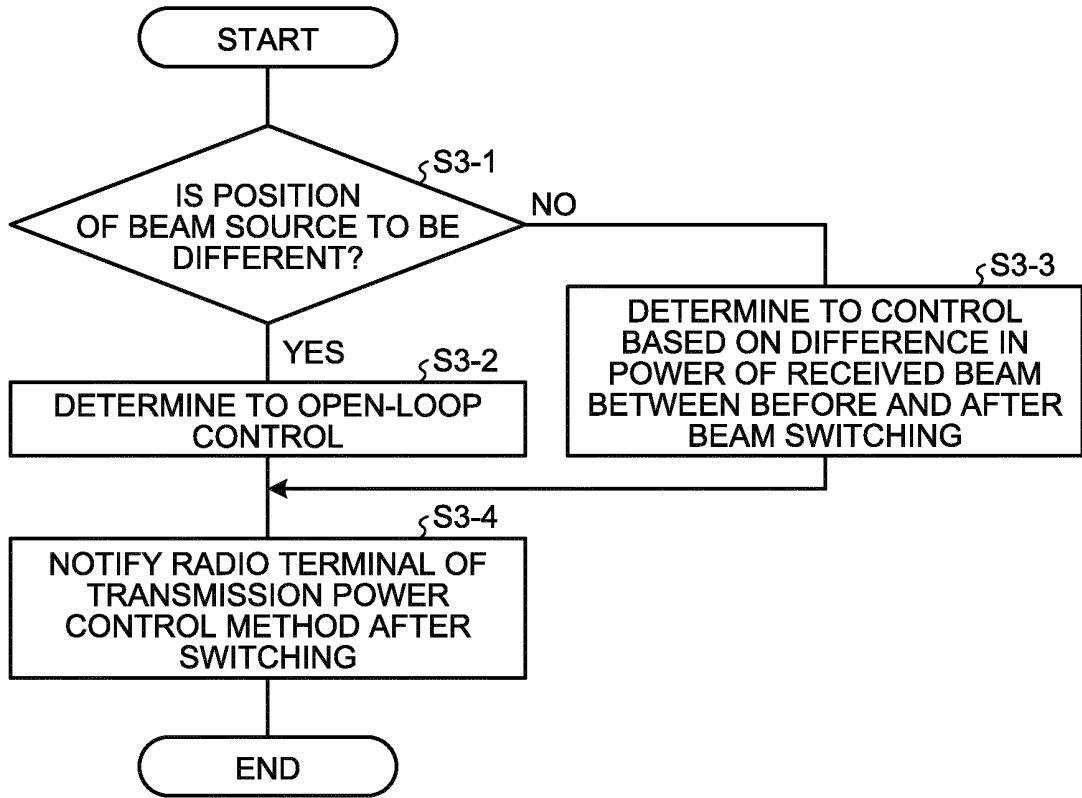 START
S3-1
IS POSITION
OF BEAM SOURCE TO BE
DIFFERENT?
NO
YES
S3-3
DETERMINE TO CONTROL
BASED ON DIFFERENCE IN
POWER OF RECEIVED BEAM
BETWEEN BEFORE AND AFTER
BEAM SWITCHING
S3-2
DETERMINE TO OPEN-LOOP
CONTROL
S3-4
NOTIFY RADIO TERMINAL OF
TRANSMISSION POWER
CONTROL METHOD AFTER
SWITCHING
END